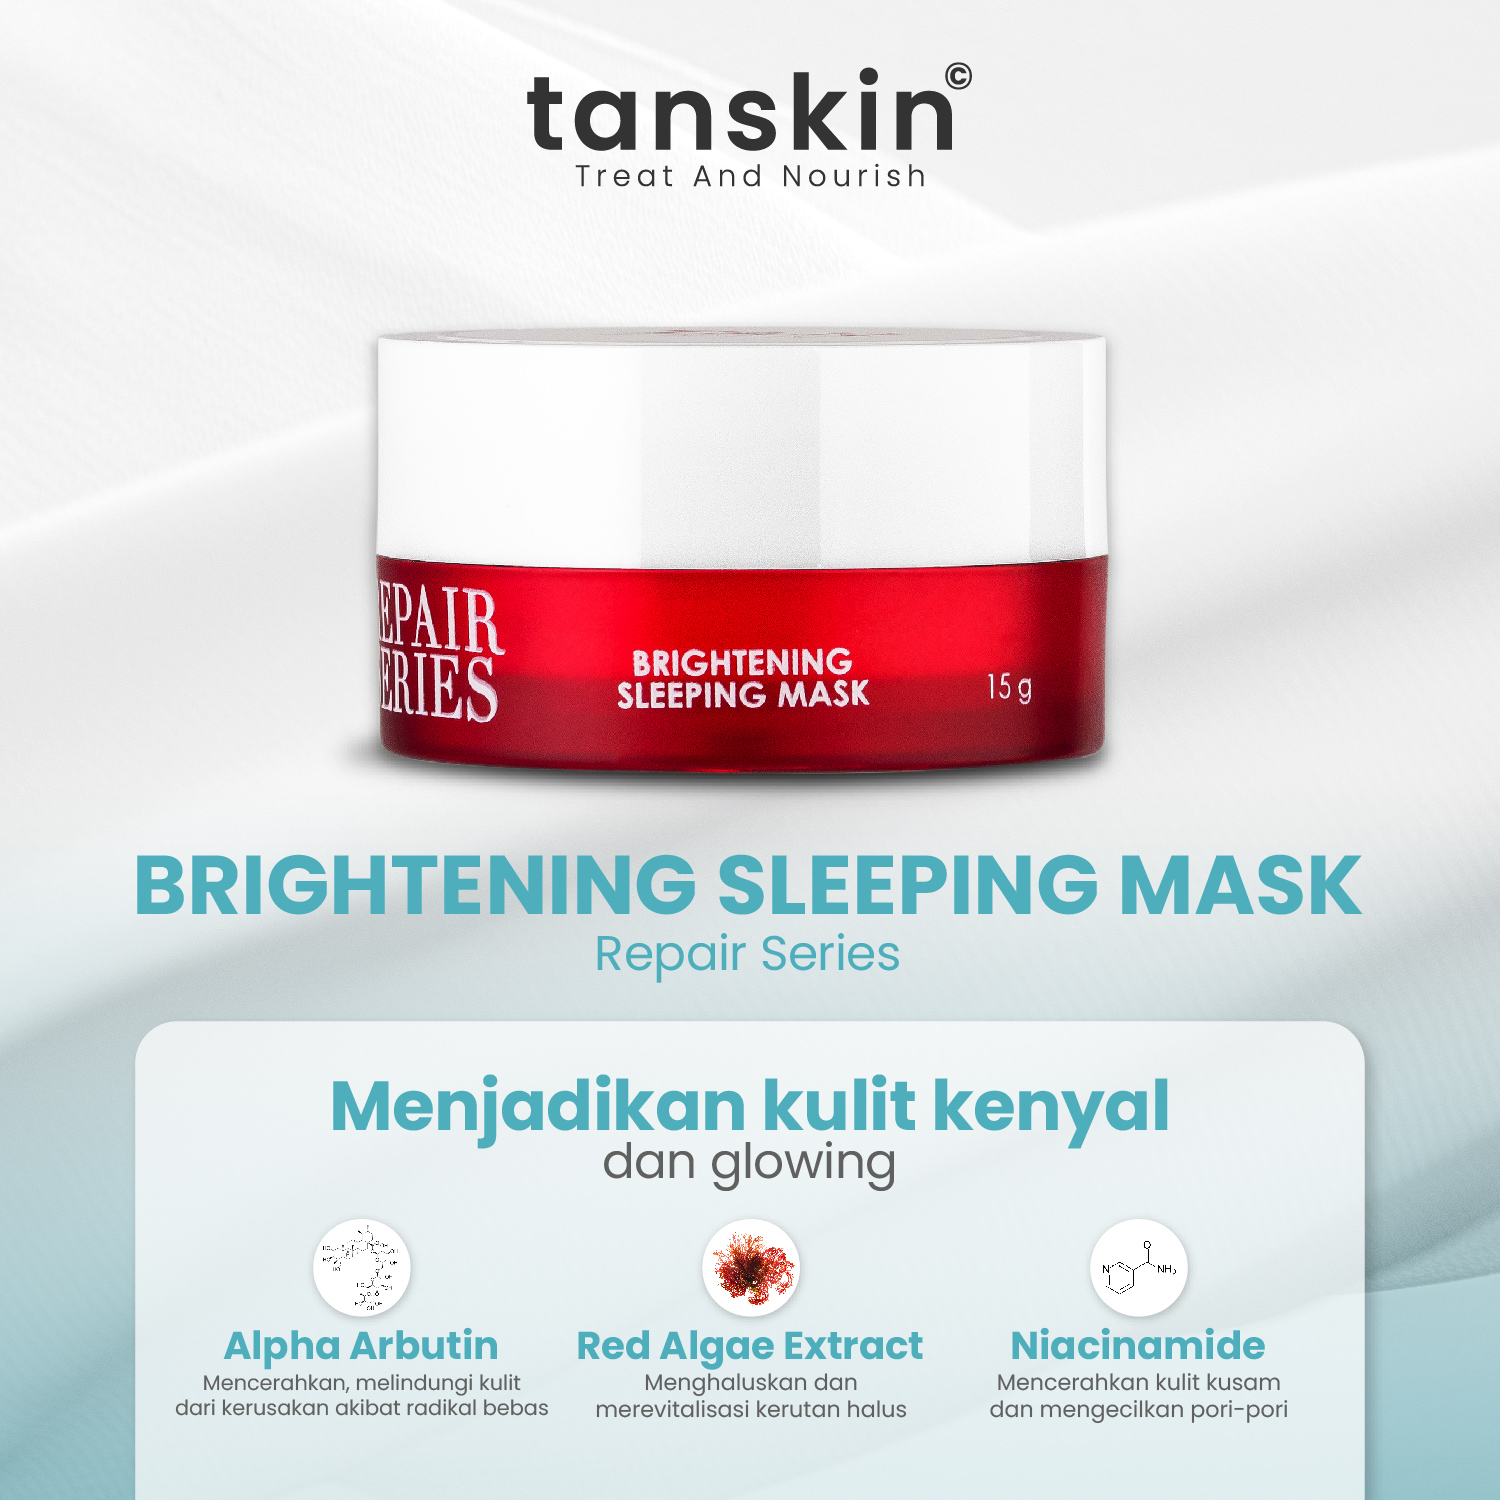 tanskin©
Treat And Nourish
EPAIR
ERIES
BRIGHTENING
SLEEPING MASK
15 g
BRIGHTENING SLEEPING MASK
Repair Series
Menjadikan kulit kenyal
dan glowing
Alpha Arbutin
Mencerahkan, melindungi kulit
dari kerusakan akibat radikal bebas
Red Algae Extract
Menghaluskan dan
merevitalisasi kerutan halus
Niacinamide
Mencerahkan kulit kusam
dan mengecilkan pori-pori